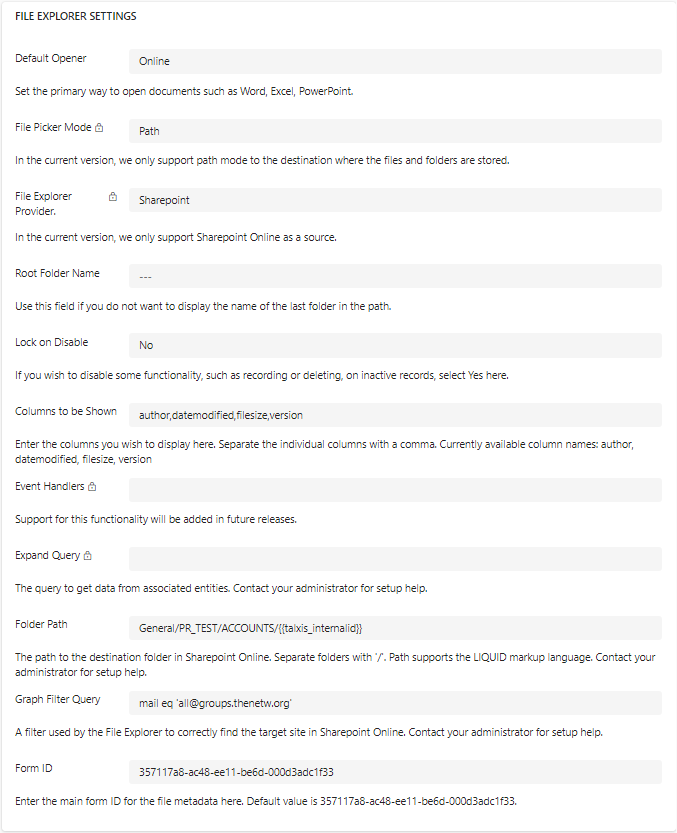 FILE EXPLORER SETTINGS
Default Opener
Online
Set the primary way to open documents such as Word, Excel, PowerPoint.
File Picker Mode
Path
In the current version, we only support path mode to the destination where the files and folders are stored.
File Explorer
Provider.
Sharepoint
In the current version, we only support Sharepoint Online as a source.
Root Folder Name
---
Use this field if you do not want to display the name of the last folder in the path.
Lock on Disable
No
If you wish to disable some functionality, such as recording or deleting, on inactive records, select Yes here.
Columns to be Shown
author,datemodified,filesize,version
Enter the columns you wish to display here. Separate the individual columns with a comma. Currently available column names: author,
datemodified, filesize, version
Event Handlers
Support for this functionality will be added in future releases.
Expand Query
The query to get data from associated entities. Contact your administrator for setup help.
Folder Path
General/PR_TEST/ACCOUNTS/{{talxis_internalid}}
The path to the destination folder in Sharepoint Online. Separate folders with '/'. Path supports the LIQUID markup language. Contact your
administrator for setup help.
Graph Filter Query
mail eq 'all@groups.thenetw.org'
A filter used by the File Explorer to correctly find the target site in Sharepoint Online. Contact your administrator for setup help.
Form ID
357117a8-ac48-ee11-be6d-000d3adc1f33
Enter the main form ID for the file metadata here. Default value is 357117a8-ac48-ee11-be6d-000d3adc1f33.